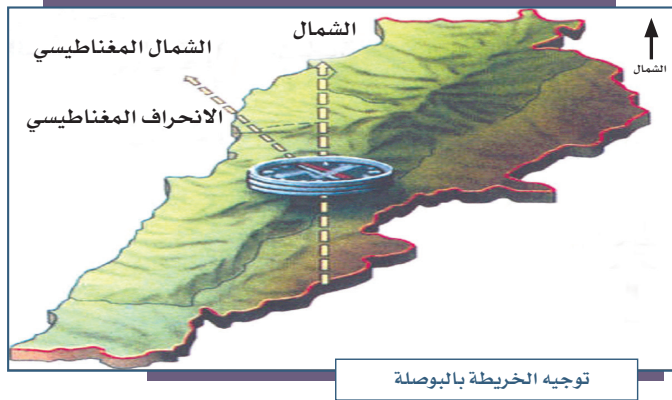 الشمال
الشمال المغناطيسي
الشمال
الانحراف المغناطيسي
توجيه الخريطة بالبوصلة